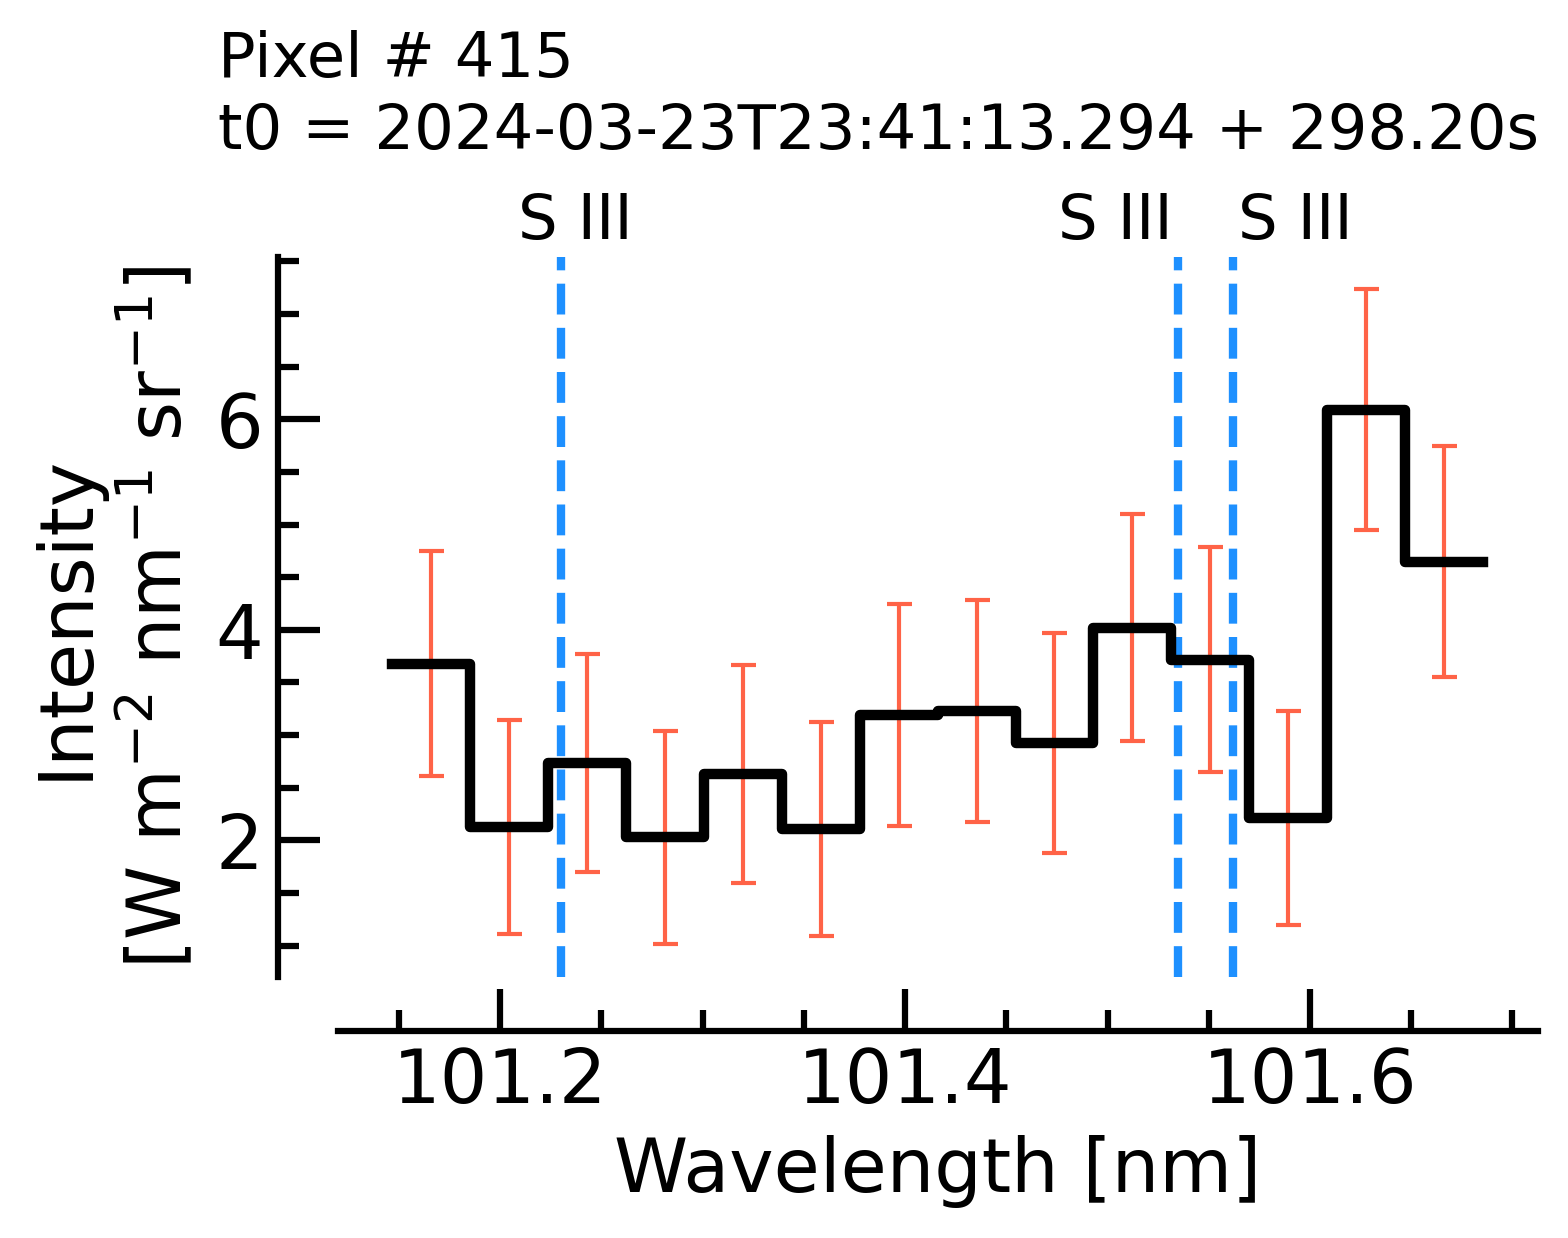 Pixel # 415
t0 = 2024-03-23T23:41:13.294 + 298.20s
S III S III S III
Intensity
[W m⁻² nm⁻¹ sr⁻¹]
6
4
2
101.2 101.4 101.6
Wavelength [nm]